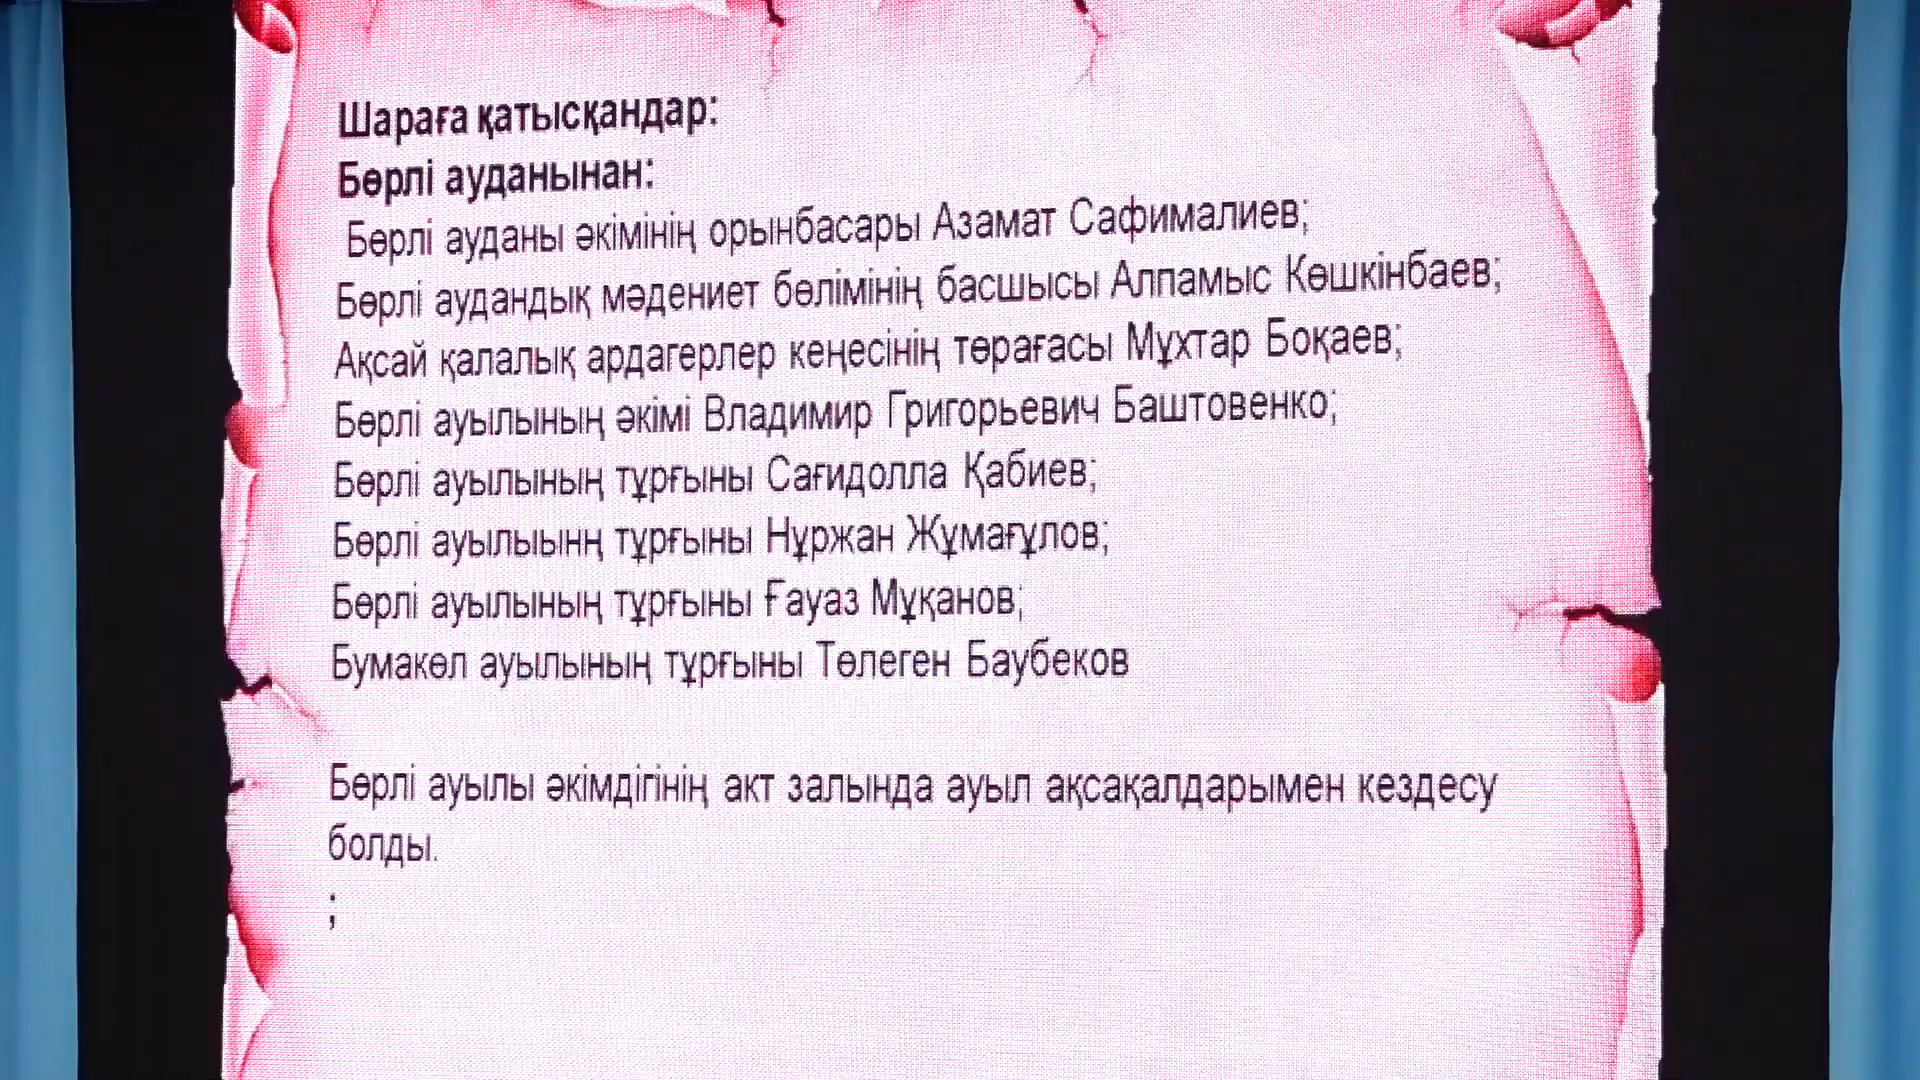 Шараға қатысқандар:
Бөрлі ауданынан:
Бөрлі ауданы әкімінің орынбасары Азамат Сафималиев;
Бөрлі аудандық мәдениет бөлімінің басшысы Алпамыс Көшкінбаев;
Ақсай қалалық ардагерлер кеңесінің төрағасы Мұхтар Боқаев;
Бөрлі ауылының әкімі Владимир Григорьевич Баштовенко;
Бөрлі ауылының тұрғыны Сағидолла Қабиев;
Бөрлі ауылыынң тұрғыны Нұржан Жұмағұлов;
Бөрлі ауылының тұрғыны Ғауаз Мұқанов;
Бумакөл ауылының тұрғыны Төлеген Баубеков
Бөрлі ауылы әкімдігінің акт залында ауыл ақсақалдарымен кездесу
болды.
;